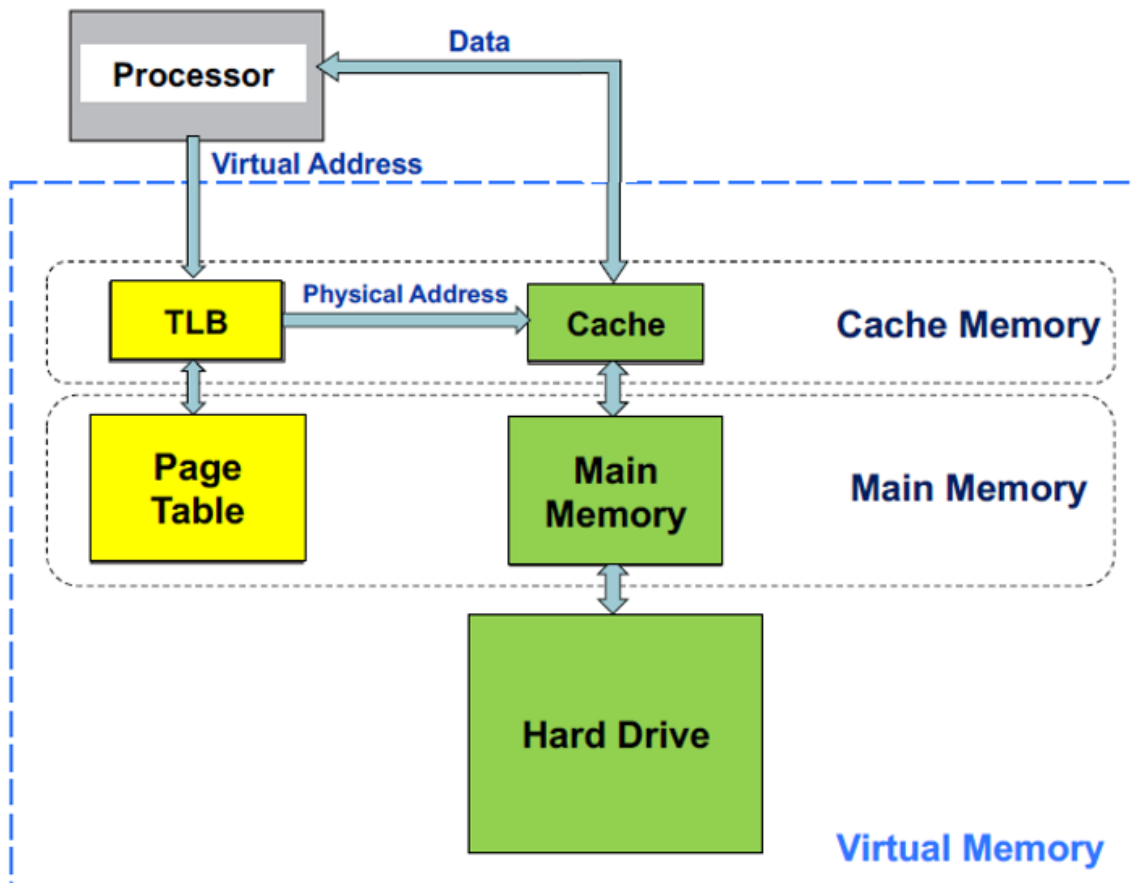 Data
Processor
Virtual Address
Physical Address
TLB
Cache
Cache Memory
Page
Table
Main
Memory
Main Memory
Hard Drive
Virtual Memory